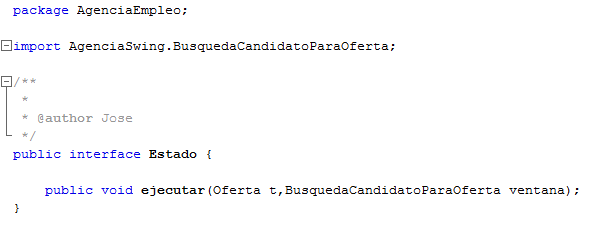 package AgenciaEmpleo;
import AgenciaSwing.BusquedaCandidatoParaOferta;
/**
 *
 * @author Jose
 */
public interface Estado {
    public void ejecutar(Oferta t,BusquedaCandidatoParaOferta ventana);
}